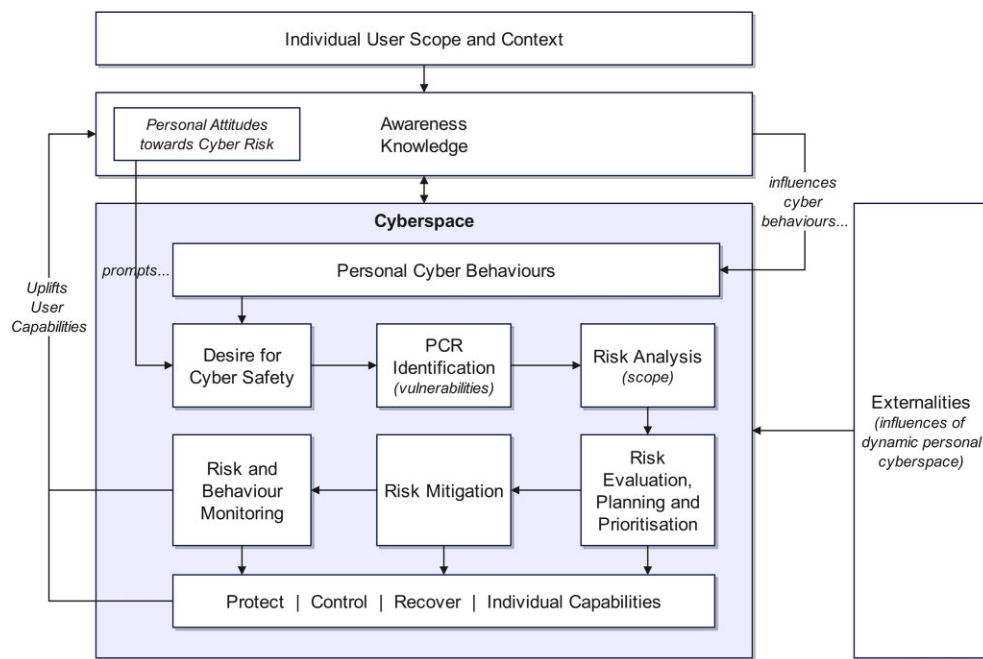 Individual User Scope and Context
Personal Attitudes
towards Cyber Risk
Awareness
Knowledge
influences
cyber
behaviours...
Cyberspace
Personal Cyber Behaviours
prompts...
Uplifts
User
Capabilities
Desire for
Cyber Safety
PCR
Identification
(vulnerabilities)
Risk Analysis
(scope)
Externalities
(influences of
dynamic personal
cyberspace)
Risk and
Behaviour
Monitoring
Risk Mitigation
Risk
Evaluation,
Planning and
Prioritisation
Protect | Control | Recover | Individual Capabilities